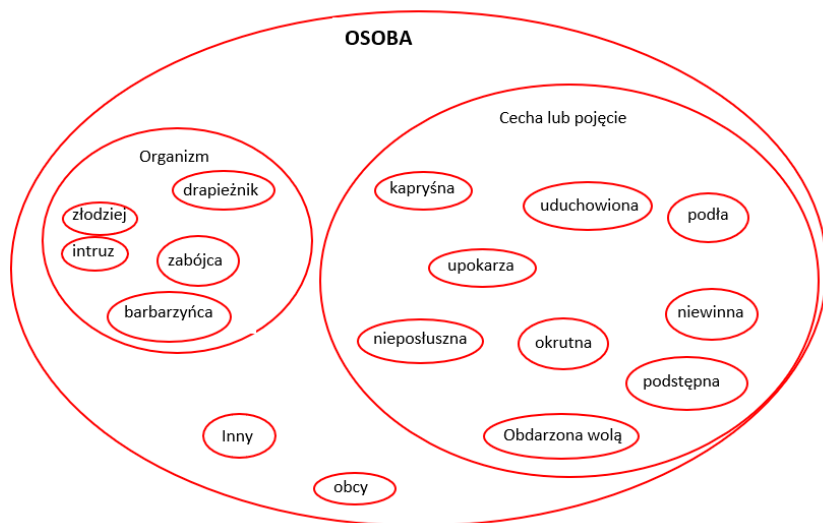 OSOBA
Cecha lub pojęcie
Organizm
drapieżnik
złodziej
intruz
zabójca
barbarzyńca
kapryśna
uduchowiona
podła
upokarza
niewinna
nieposłuszna
okrutna
podstępna
Obdarzona wolą
Inny
obcy